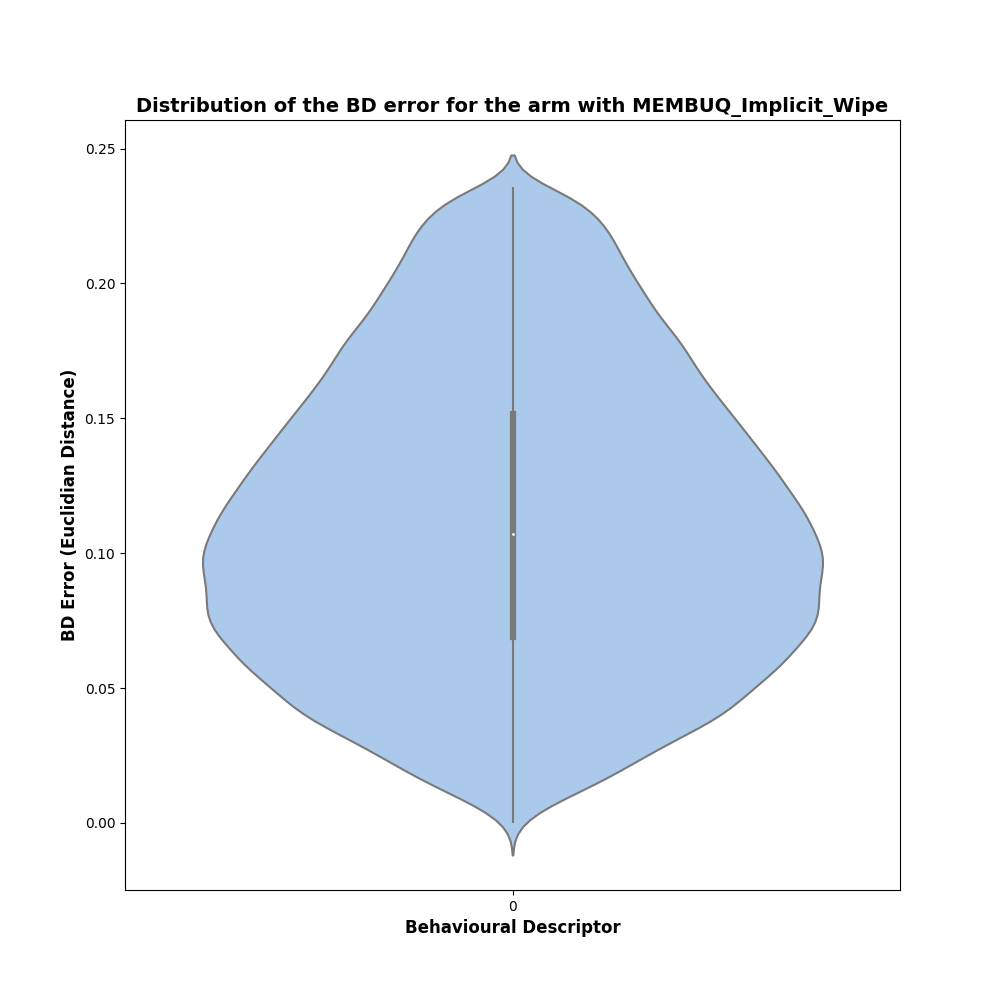 Distribution of the BD error for the arm with MEMBUQ_Implicit_Wipe
0.25
0.20
0.15
0.10
0.05
0.00
BD Error (Euclidian Distance)
0
Behavioural Descriptor